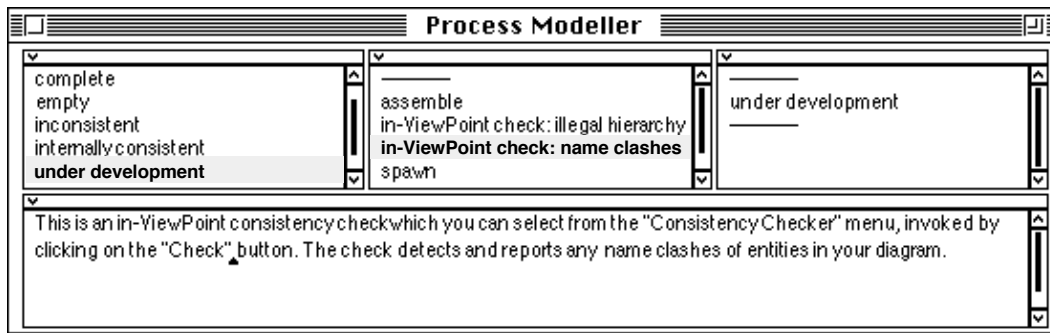 Process Modeller
complete
empty
inconsistent
internally consistent
under development
assemble
in-ViewPoint check: illegal hierarchy
in-ViewPoint check: name clashes
spawn
under development
This is an in-ViewPoint consistency check which you can select from the "Consistency Checker" menu, invoked by
clicking on the "Check" button. The check detects and reports any name clashes of entities in your diagram.